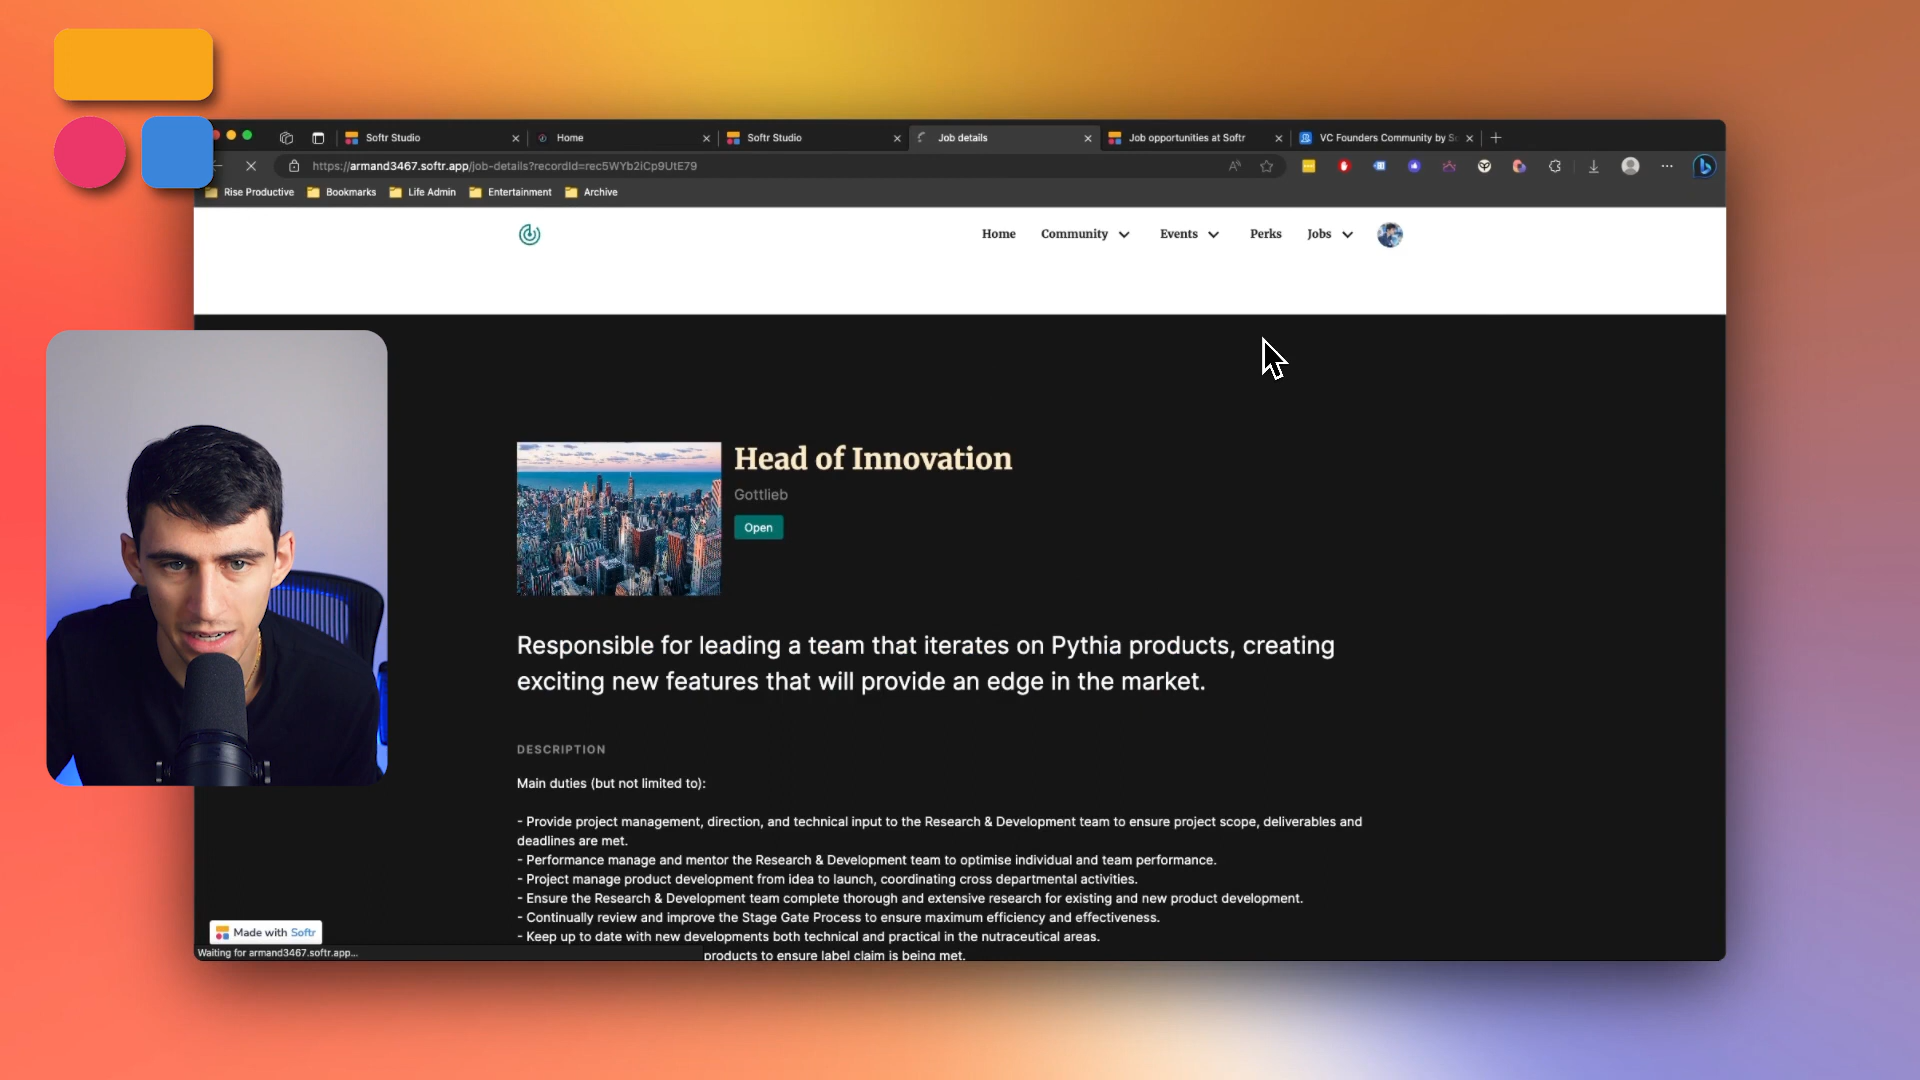 Softr Studio
Home
Softr Studio
Job details
Job opportunities at Softr
VC Founders Community by S
https://armand3467.softr.app/job-details?recordId=rec5WYb2iCp9UtE79
Rise Productive
Bookmarks
Life Admin
Entertainment
Archive
Home
Community
Events
Perks
Jobs
Head of Innovation
Gottlieb
Open
Responsible for leading a team that iterates on Pythia products, creating
exciting new features that will provide an edge in the market.
DESCRIPTION
Main duties (but not limited to):
- Provide project management, direction, and technical input to the Research & Development team to ensure project scope, deliverables and
deadlines are met.
- Performance manage and mentor the Research & Development team to optimise individual and team performance.
- Project manage product development from idea to launch, coordinating cross departmental activities.
- Ensure the Research & Development team complete thorough and extensive research for existing and new product development.
- Continually review and improve the Stage Gate Process to ensure maximum efficiency and effectiveness.
- Keep up to date with new developments both technical and practical in the nutraceutical areas.
products to ensure label claim is being met.
Made with Softr
Waiting for armand3467.softr.app...